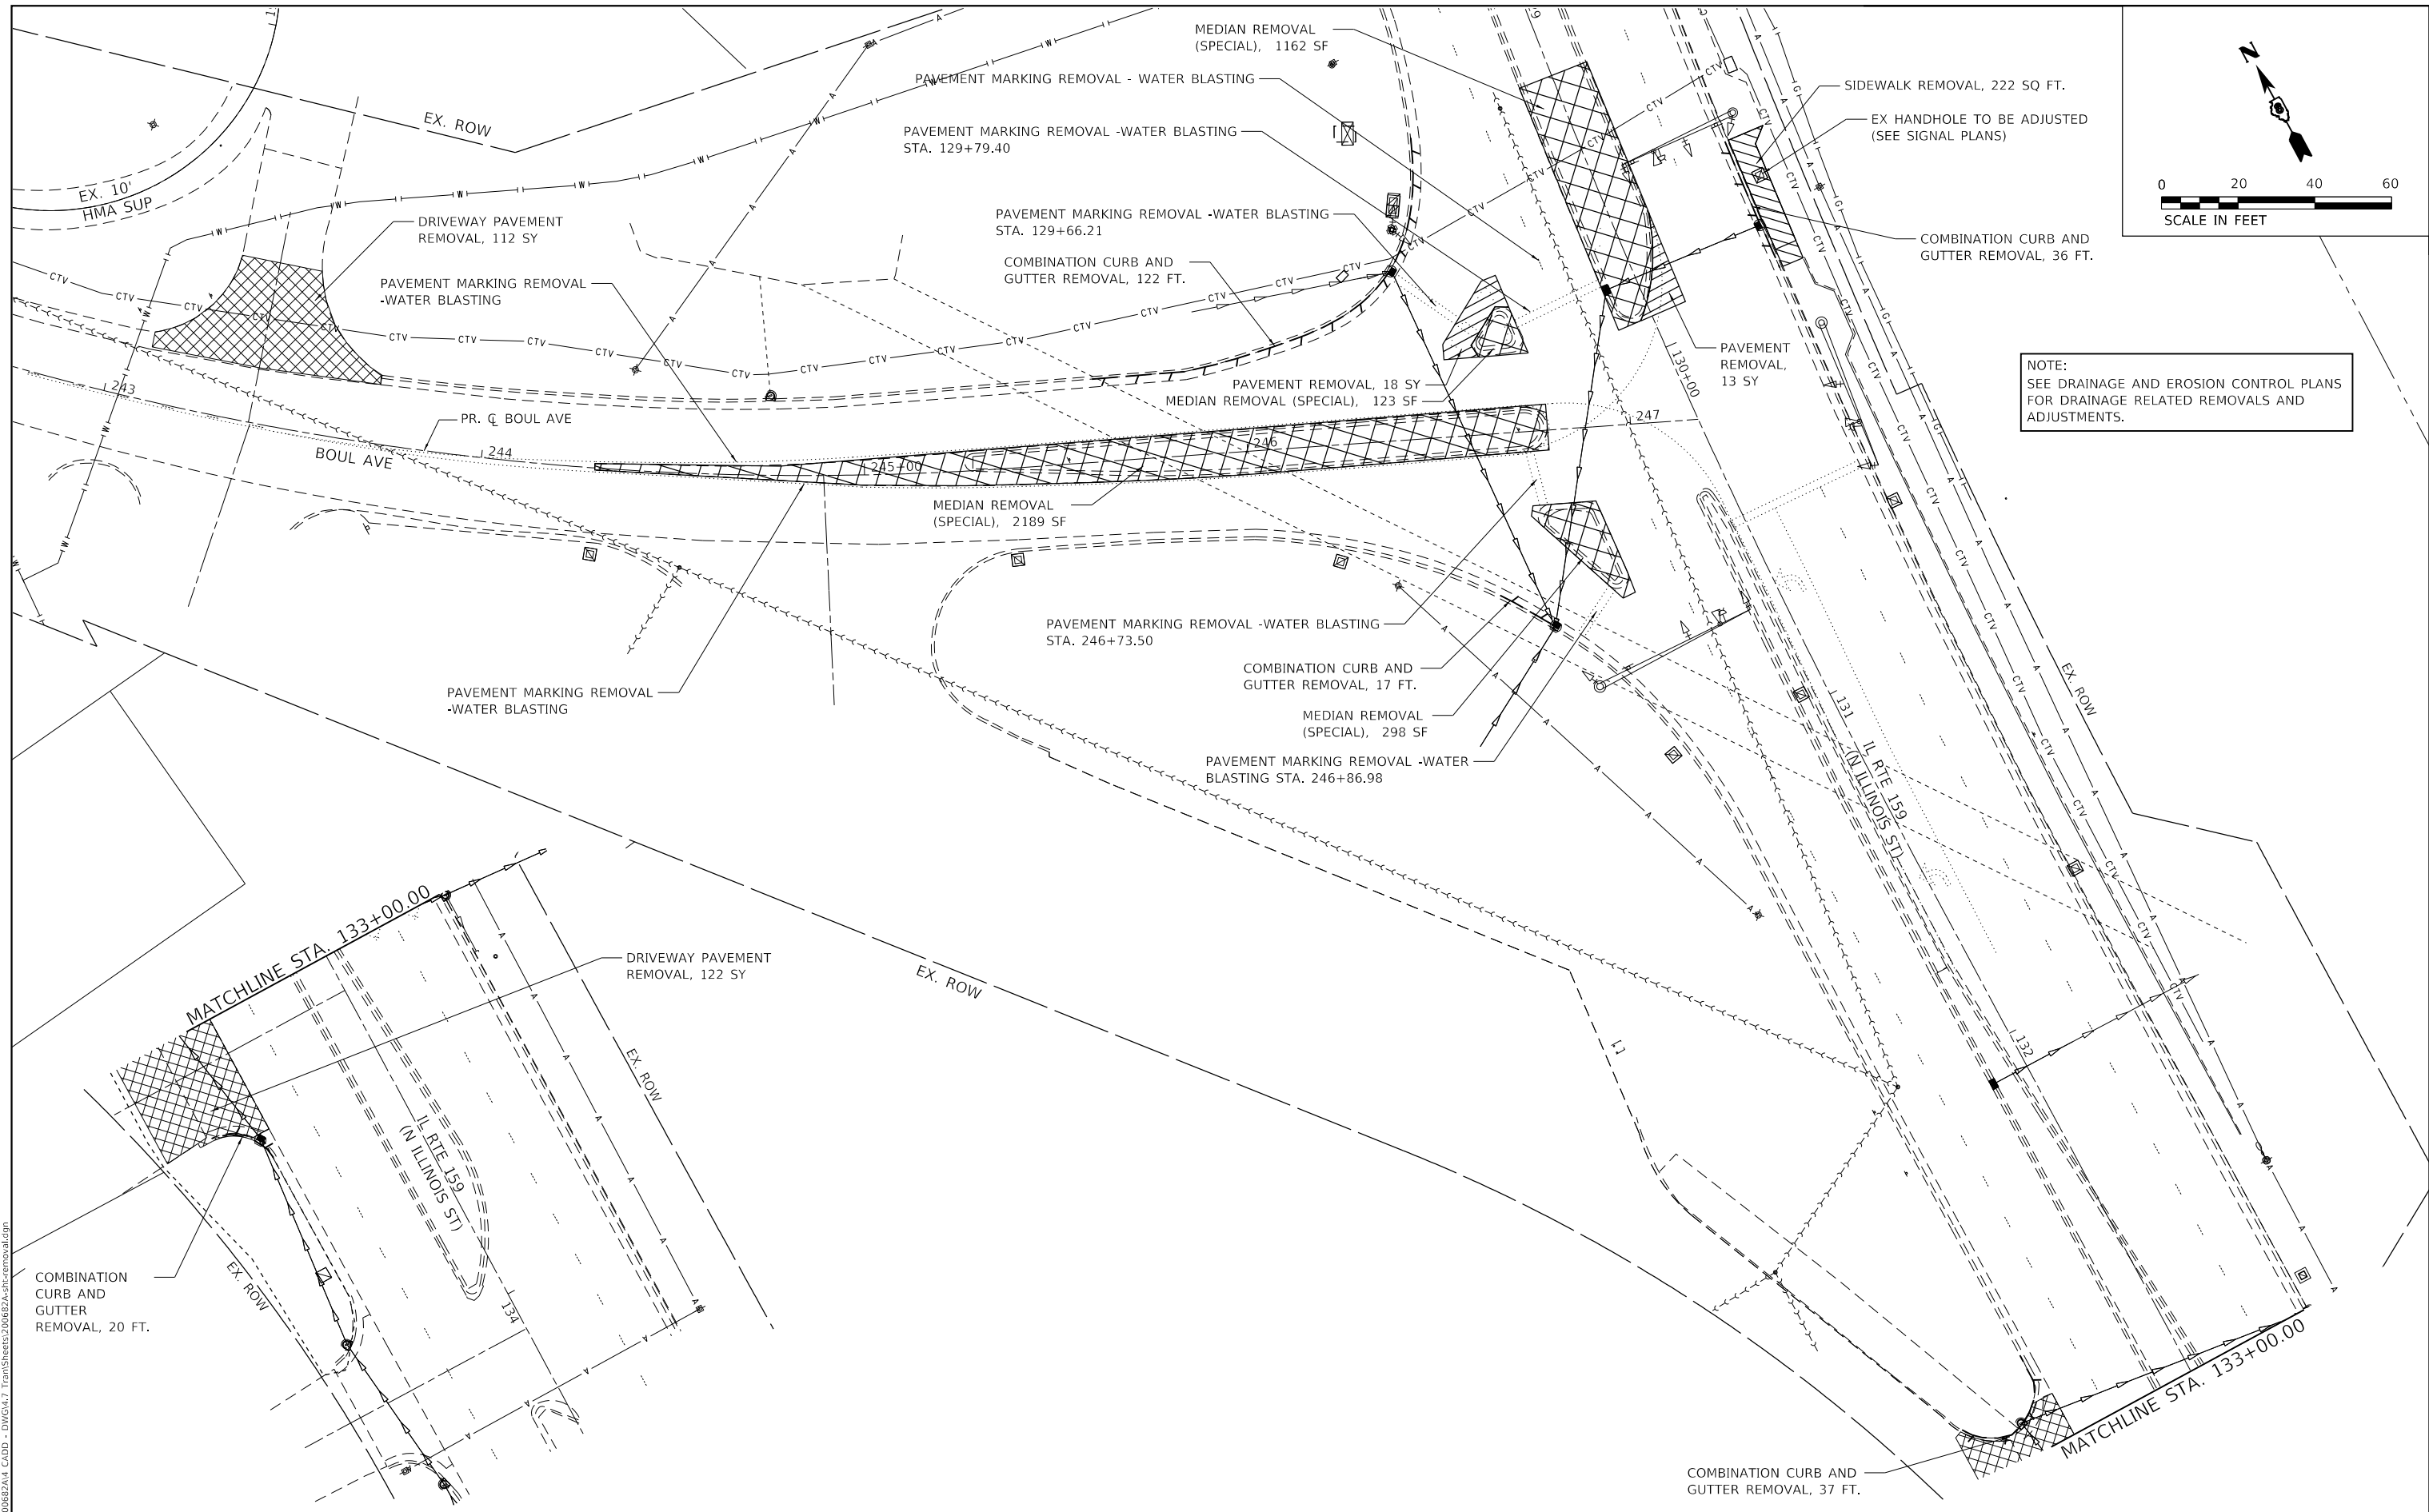 MEDIAN REMOVAL
(SPECIAL), 1162 SF
PAVEMENT MARKING REMOVAL - WATER BLASTING
PAVEMENT MARKING REMOVAL -WATER BLASTING
STA. 129+79.40
PAVEMENT MARKING REMOVAL -WATER BLASTING
STA. 129+66.21
COMBINATION CURB AND
GUTTER REMOVAL, 122 FT.
EX. ROW
EX. 10'
HMA SUP
DRIVEWAY PAVEMENT
REMOVAL, 112 SY
PAVEMENT MARKING REMOVAL
-WATER BLASTING
N
0 20 40 60
SCALE IN FEET
SIDEWALK REMOVAL, 222 SQ FT.
EX HANDHOLE TO BE ADJUSTED
(SEE SIGNAL PLANS)
COMBINATION CURB AND
GUTTER REMOVAL, 36 FT.
PAVEMENT
REMOVAL,
13 SY
NOTE:
SEE DRAINAGE AND EROSION CONTROL PLANS
FOR DRAINAGE RELATED REMOVALS AND
ADJUSTMENTS.
PAVEMENT REMOVAL, 18 SY
MEDIAN REMOVAL (SPECIAL), 123 SF
130+00
243
PR. ℄ BOUL AVE
244
BOUL AVE
245+00
246
247
MEDIAN REMOVAL
(SPECIAL), 2189 SF
PAVEMENT MARKING REMOVAL -WATER BLASTING
STA. 246+73.50
COMBINATION CURB AND
GUTTER REMOVAL, 17 FT.
MEDIAN REMOVAL
(SPECIAL), 298 SF
PAVEMENT MARKING REMOVAL -WATER
BLASTING STA. 246+86.98
PAVEMENT MARKING REMOVAL
-WATER BLASTING
131
IL RTE 159
(N ILLINOIS ST)
EX. ROW
132
EX. ROW
MATCHLINE STA. 133+00.00
DRIVEWAY PAVEMENT
REMOVAL, 122 SY
EX. ROW
IL RTE 159
(N ILLINOIS ST)
134
EX. ROW
COMBINATION
CURB AND
GUTTER
REMOVAL, 20 FT.
MATCHLINE STA. 133+00.00
COMBINATION CURB AND
GUTTER REMOVAL, 37 FT.